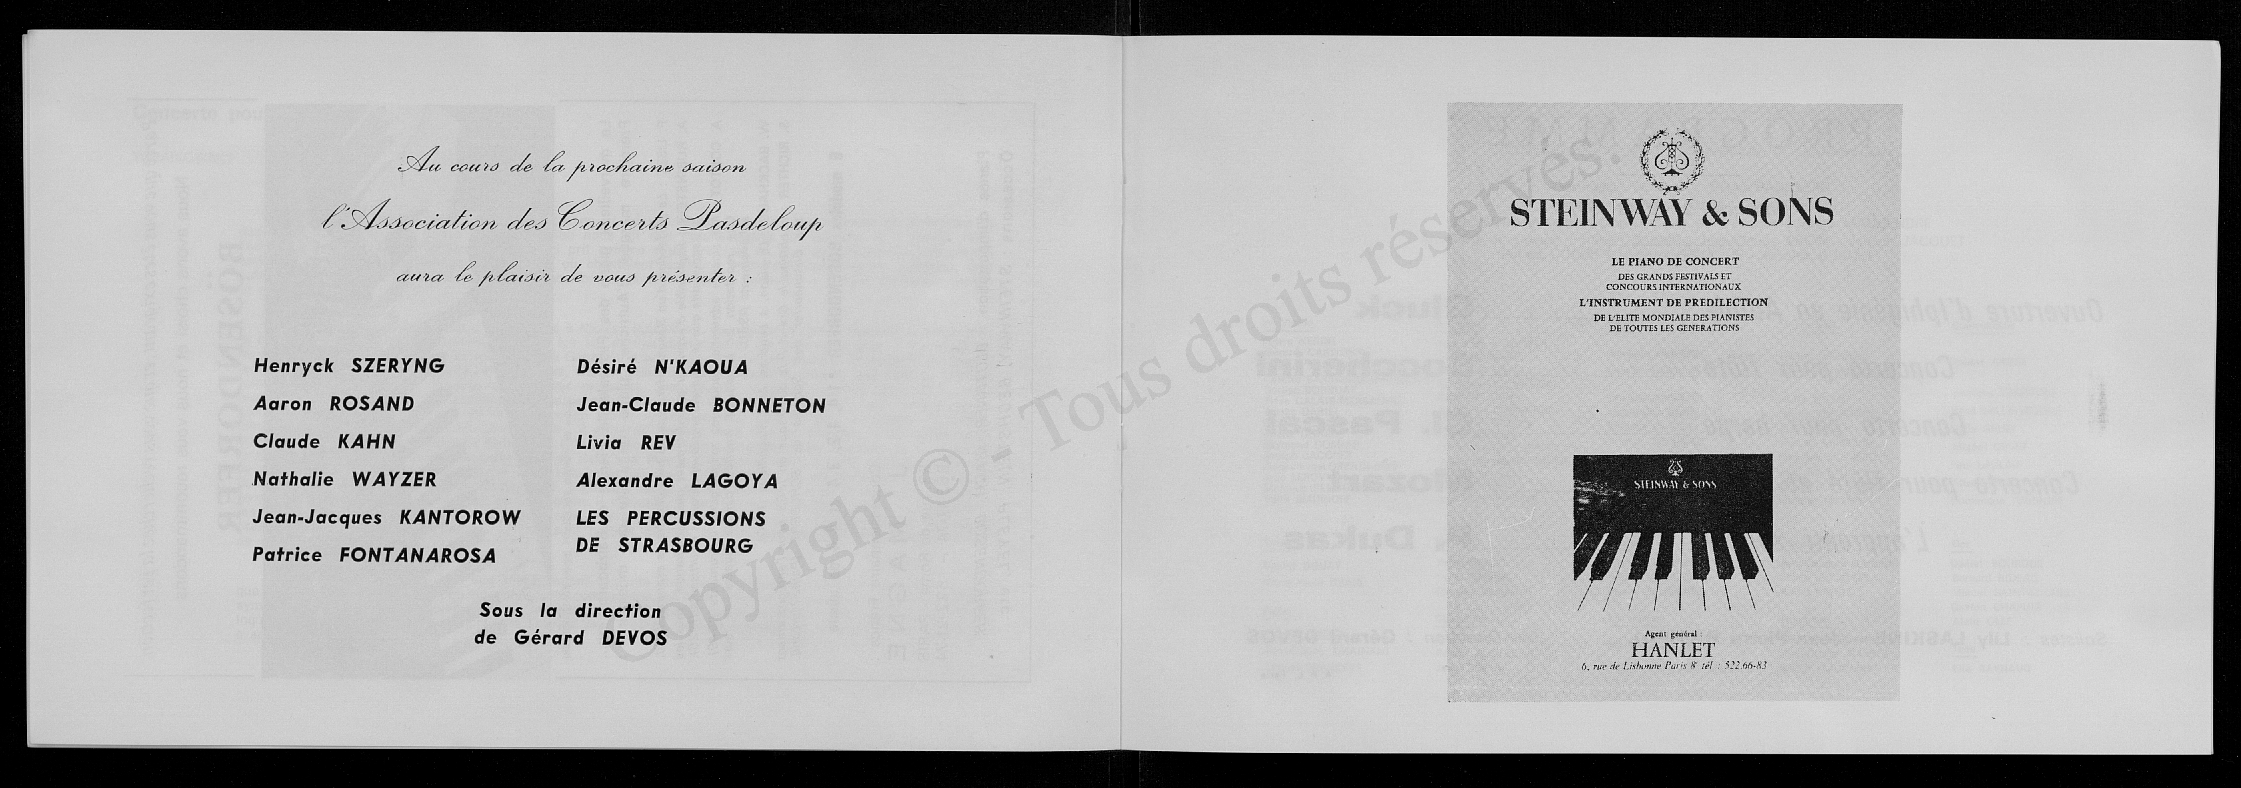 Au cours de la prochaine saison
l'Association des Concerts Pasdeloup
aura le plaisir de vous présenter :
Henryck SZERYNG
Aaron ROSAND
Claude KAHN
Nathalie WAYZER
Jean-Jacques KANTOROW
Patrice FONTANAROSA
Désiré N'KAOUA
Jean-Claude BONNETON
Livia REV
Alexandre LAGOYA
LES PERCUSSIONS
DE STRASBOURG
Sous la direction
de Gérard DEVOS
STEINWAY & SONS
LE PIANO DE CONCERT
DES GRANDS FESTIVALS ET
CONCOURS INTERNATIONAUX
L'INSTRUMENT DE PREDILECTION
DE L'ELITE MONDIALE DES PIANISTES
DE TOUTES LES GENERATIONS
STEINWAY & SONS
Agent général :
HANLET
6, rue de Lisbonne Paris 8e tél : 522.66-83
Copyright © - Tous droits réservés.